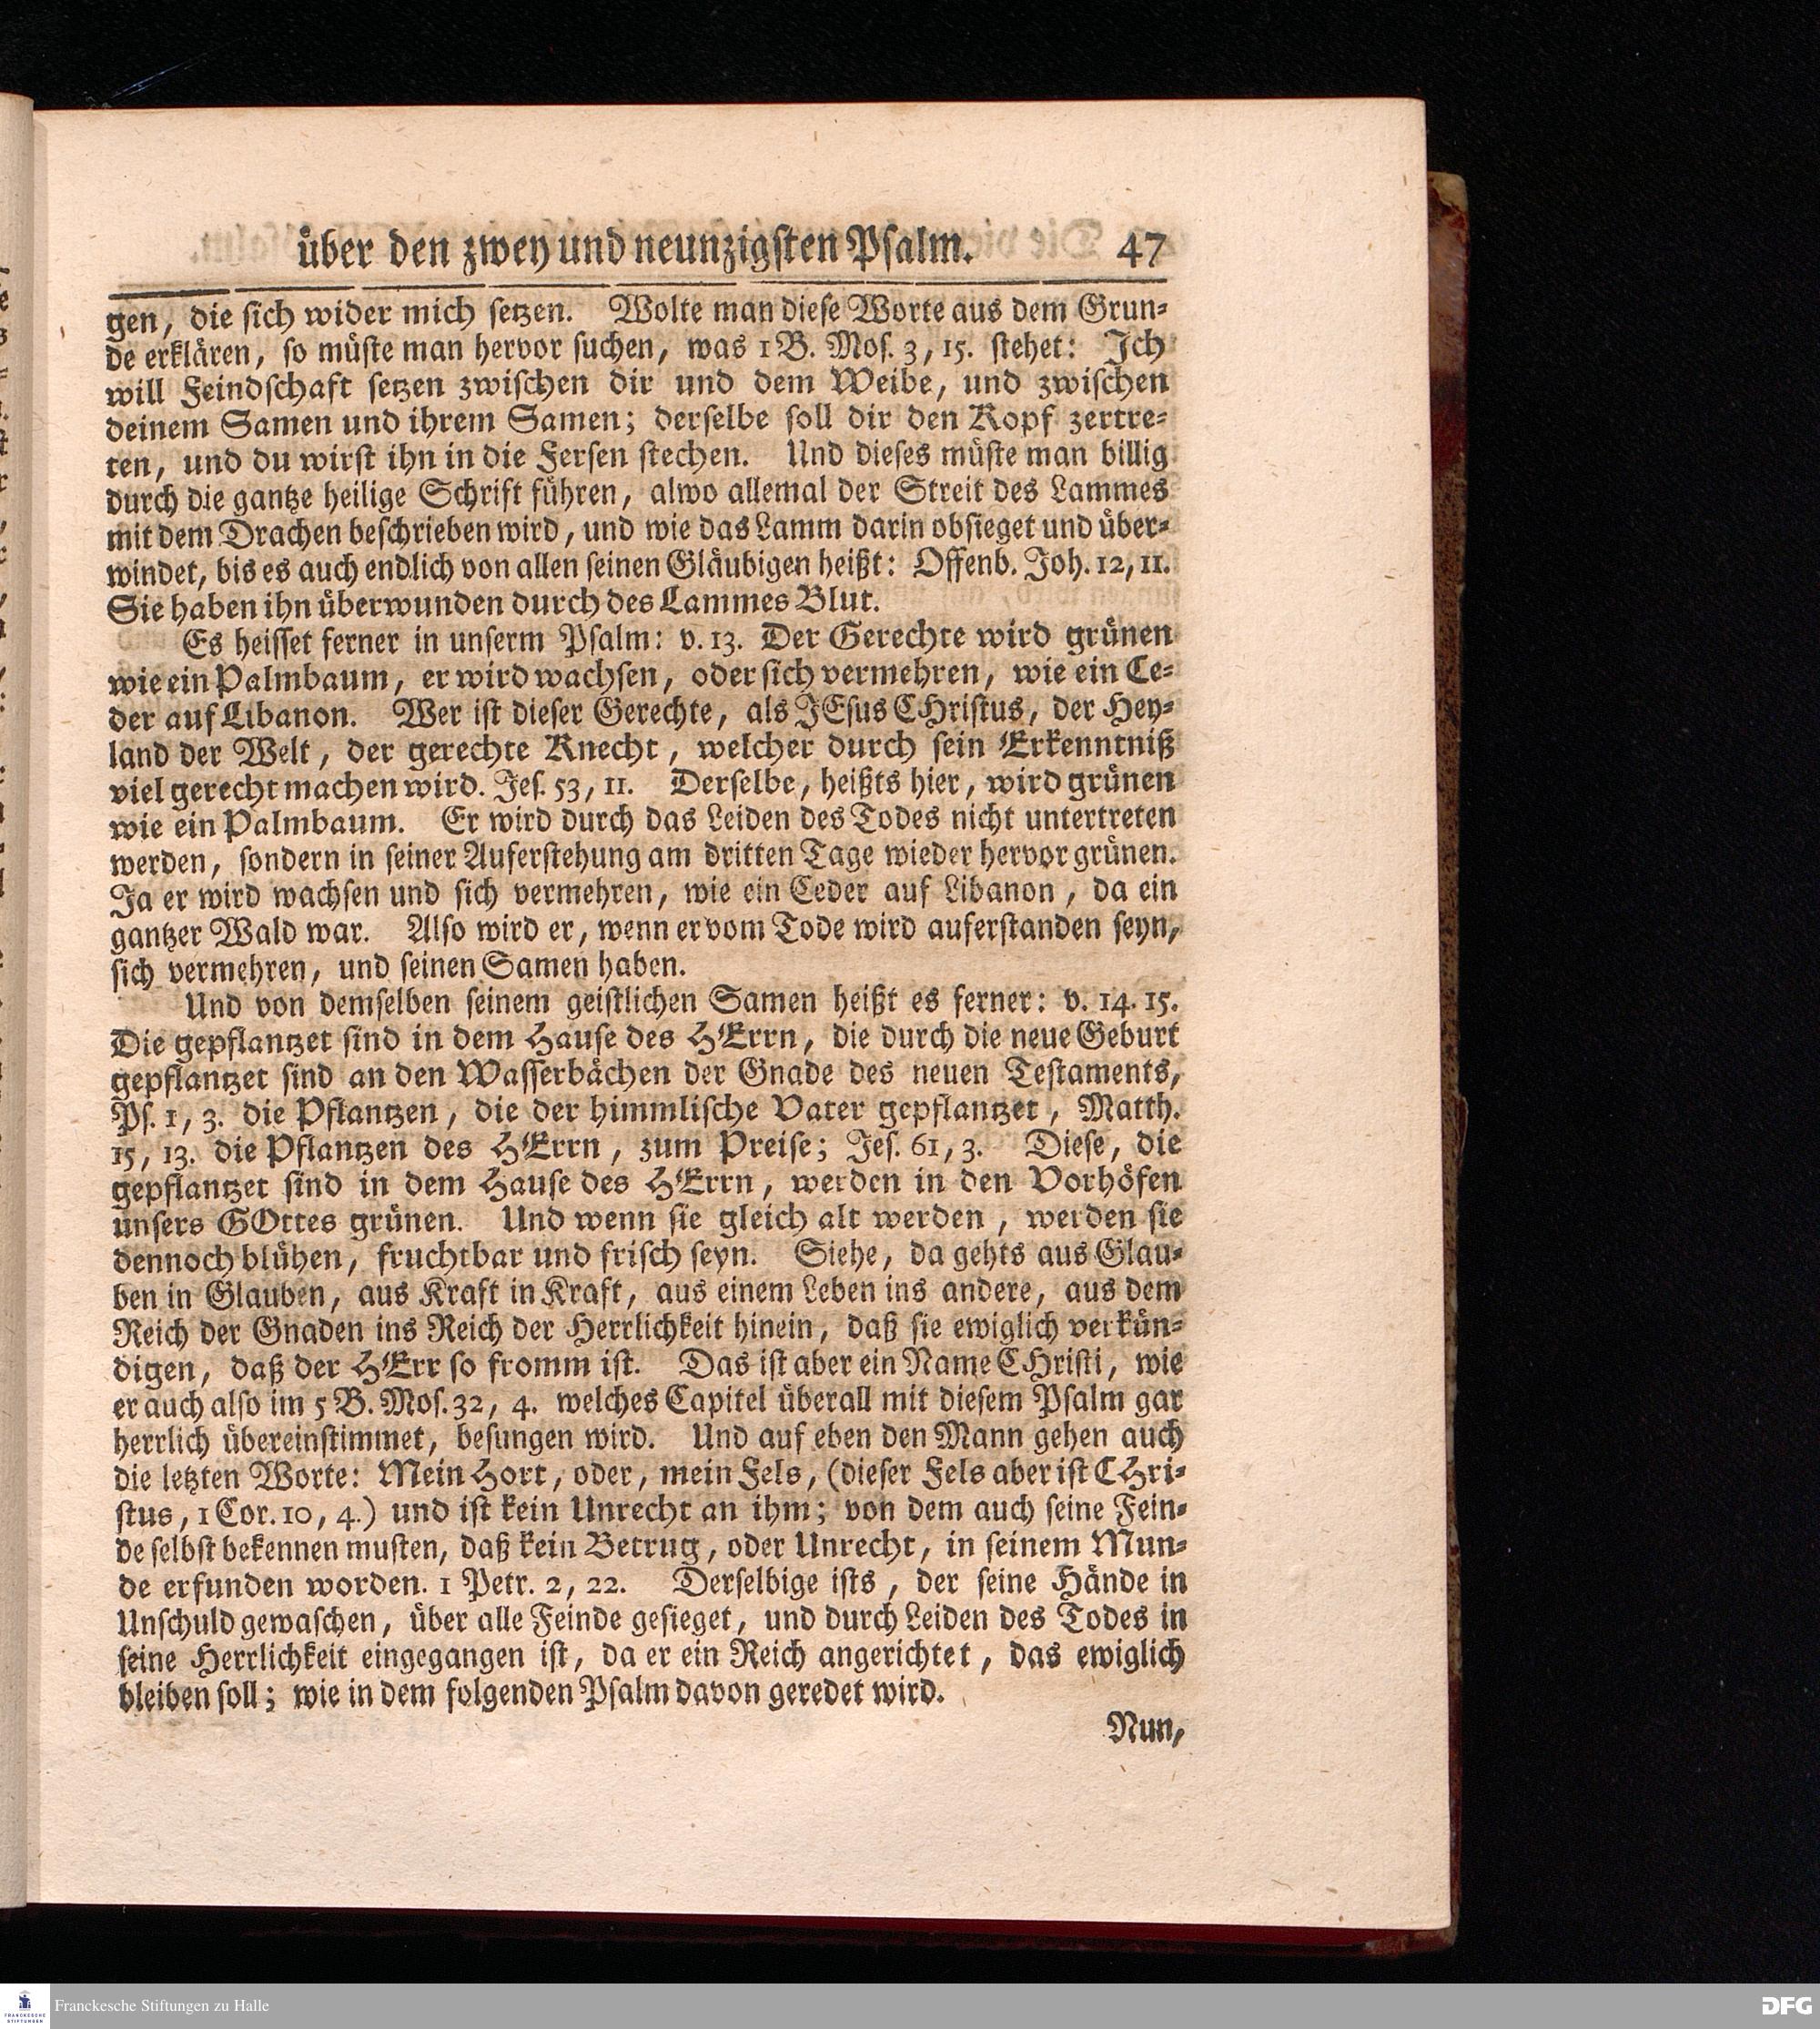 über den zwey und neunzigsten Psalm. 47
gen, die sich wider mich setzen. Wolte man diese Worte aus dem Grun-
de erklären, so müste man hervor suchen, was 1 B. Mos. 3, 15. stehet: Ich
will Feindschaft setzen zwischen dir und dem Weibe, und zwischen
deinem Samen und ihrem Samen; derselbe soll dir den Kopf zertre-
ten, und du wirst ihn in die Fersen stechen. Und dieses müste man billig
durch die gantze heilige Schrift führen, alwo allemal der Streit des Lammes
mit dem Drachen beschrieben wird, und wie das Lamm darin obsieget und über-
windet, bis es auch endlich von allen seinen Gläubigen heißt: Offenb. Joh. 12, 11.
Sie haben ihn überwunden durch des Lammes Blut.
Es heisset ferner in unserm Psalm: v. 13. Der Gerechte wird grünen
wie ein Palmbaum, er wird wachsen, oder sich vermehren, wie ein Ce-
der auf Libanon. Wer ist dieser Gerechte, als JEsus CHristus, der Hey-
land der Welt, der gerechte Knecht, welcher durch sein Erkenntniß
viel gerecht machen wird. Jes. 53, 11. Derselbe, heißts hier, wird grünen
wie ein Palmbaum. Er wird durch das Leiden des Todes nicht untertreten
werden, sondern in seiner Auferstehung am dritten Tage wieder hervor grünen.
Ja er wird wachsen und sich vermehren, wie ein Ceder auf Libanon, da ein
gantzer Wald war. Also wird er, wenn er vom Tode wird auferstanden seyn,
sich vermehren, und seinen Samen haben.
Und von demselben seinem geistlichen Samen heißt es ferner: v. 14. 15.
Die gepflantzet sind in dem Hause des HErrn, die durch die neue Geburt
gepflantzet sind an den Wasserbächen der Gnade des neuen Testaments,
Ps. 1, 3. die Pflantzen, die der himmlische Vater gepflantzet, Matth.
15, 13. die Pflantzen des HErrn, zum Preise; Jes. 61, 3. Diese, die
gepflantzet sind in dem Hause des HErrn, werden in den Vorhöfen
unsers GOttes grünen. Und wenn sie gleich alt werden, werden sie
dennoch blühen, fruchtbar und frisch seyn. Siehe, da gehts aus Glau-
ben in Glauben, aus Kraft in Kraft, aus einem Leben ins andere, aus dem
Reich der Gnaden ins Reich der Herrlichkeit hinein, daß sie ewiglich verkün-
digen, daß der HErr so fromm ist. Das ist aber ein Name CHristi, wie
er auch also im 5 B. Mos. 32, 4. welches Capitel überall mit diesem Psalm gar
herrlich übereinstimmet, besungen wird. Und auf eben den Mann gehen auch
die letzten Worte: Mein Hort, oder, mein Fels, (dieser Fels aber ist CHri-
stus, 1 Cor. 10, 4.) und ist kein Unrecht an ihm; von dem auch seine Fein-
de selbst bekennen musten, daß kein Betrug, oder Unrecht, in seinem Mun-
de erfunden worden. 1 Petr. 2, 22. Derselbige ists, der seine Hände in
Unschuld gewaschen, über alle Feinde gesieget, und durch Leiden des Todes in
seine Herrlichkeit eingegangen ist, da er ein Reich angerichtet, das ewiglich
bleiben soll; wie in dem folgenden Psalm davon geredet wird.
Nun,
FRANCKESCHE STIFTUNGEN
Franckesche Stiftungen zu Halle
DFG